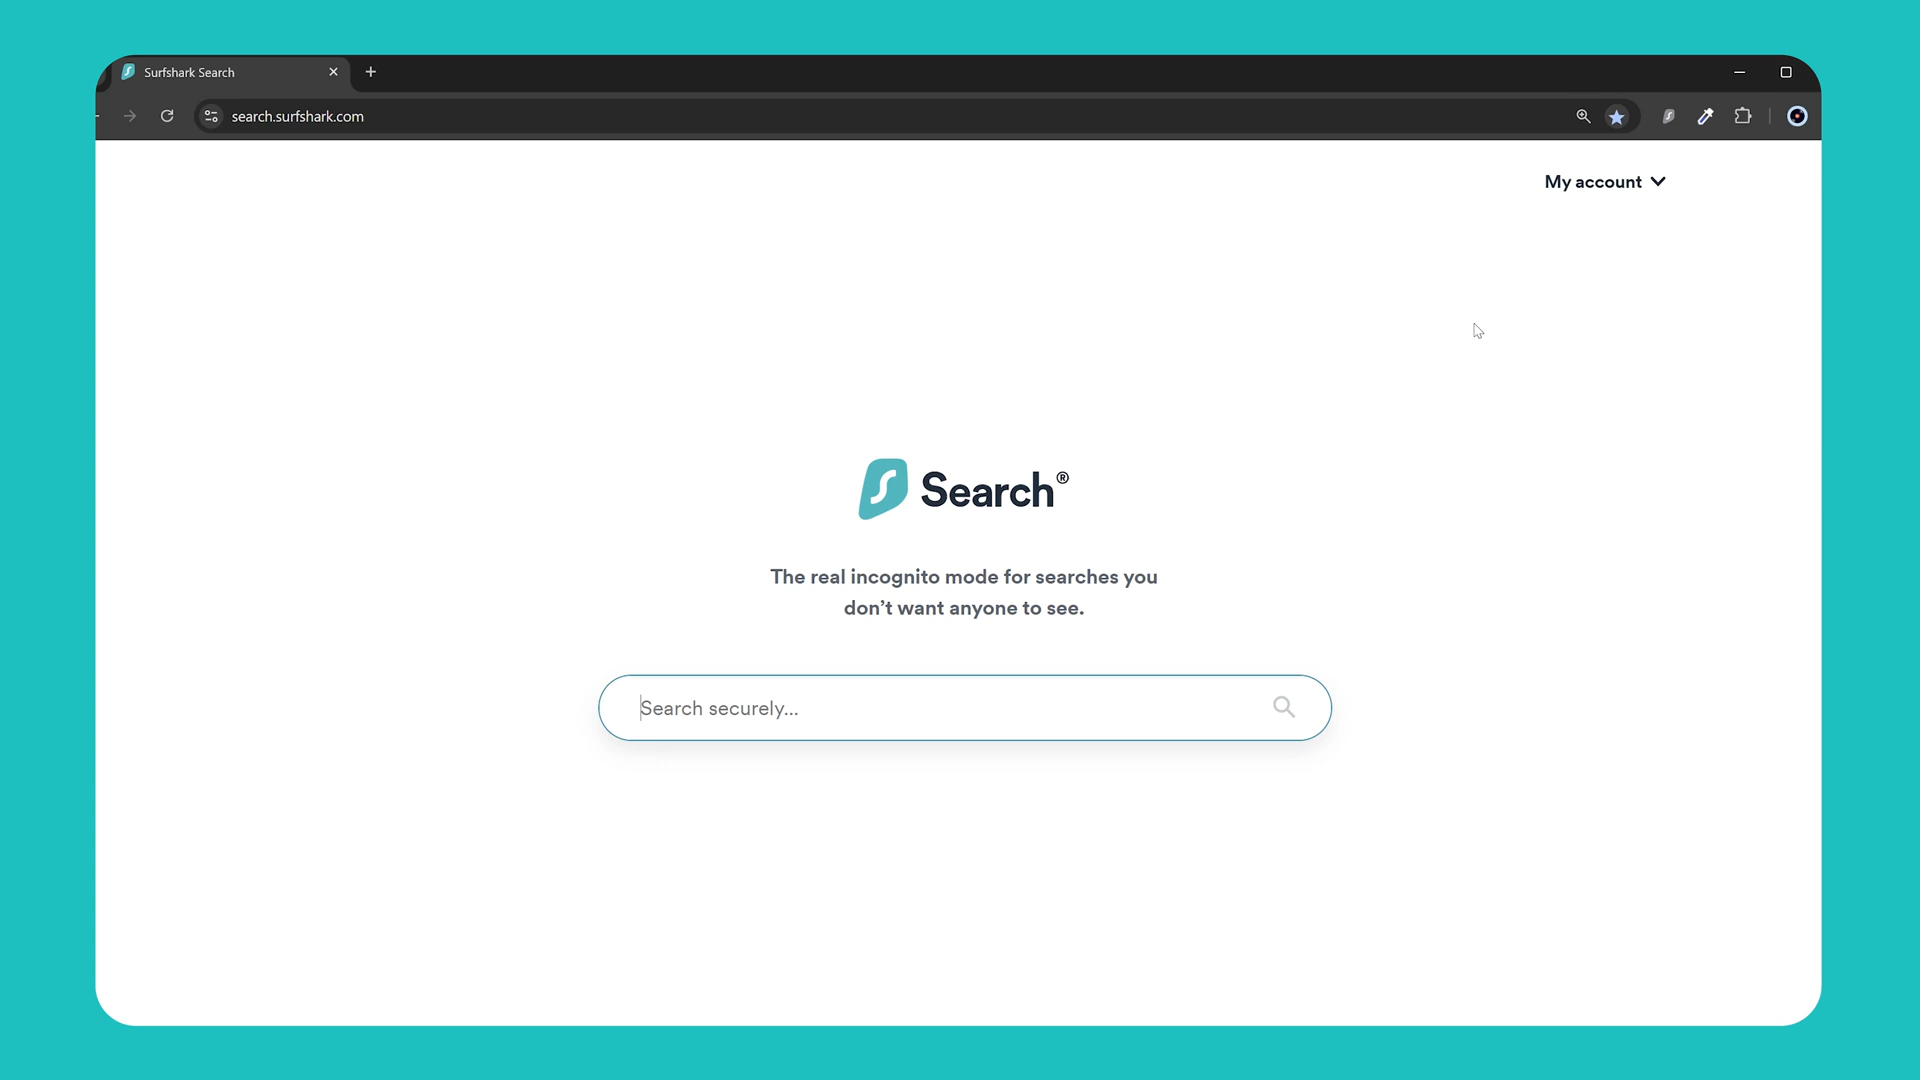 Surfshark Search
search.surfshark.com
My account
Search®
The real incognito mode for searches you
don’t want anyone to see.
Search securely...